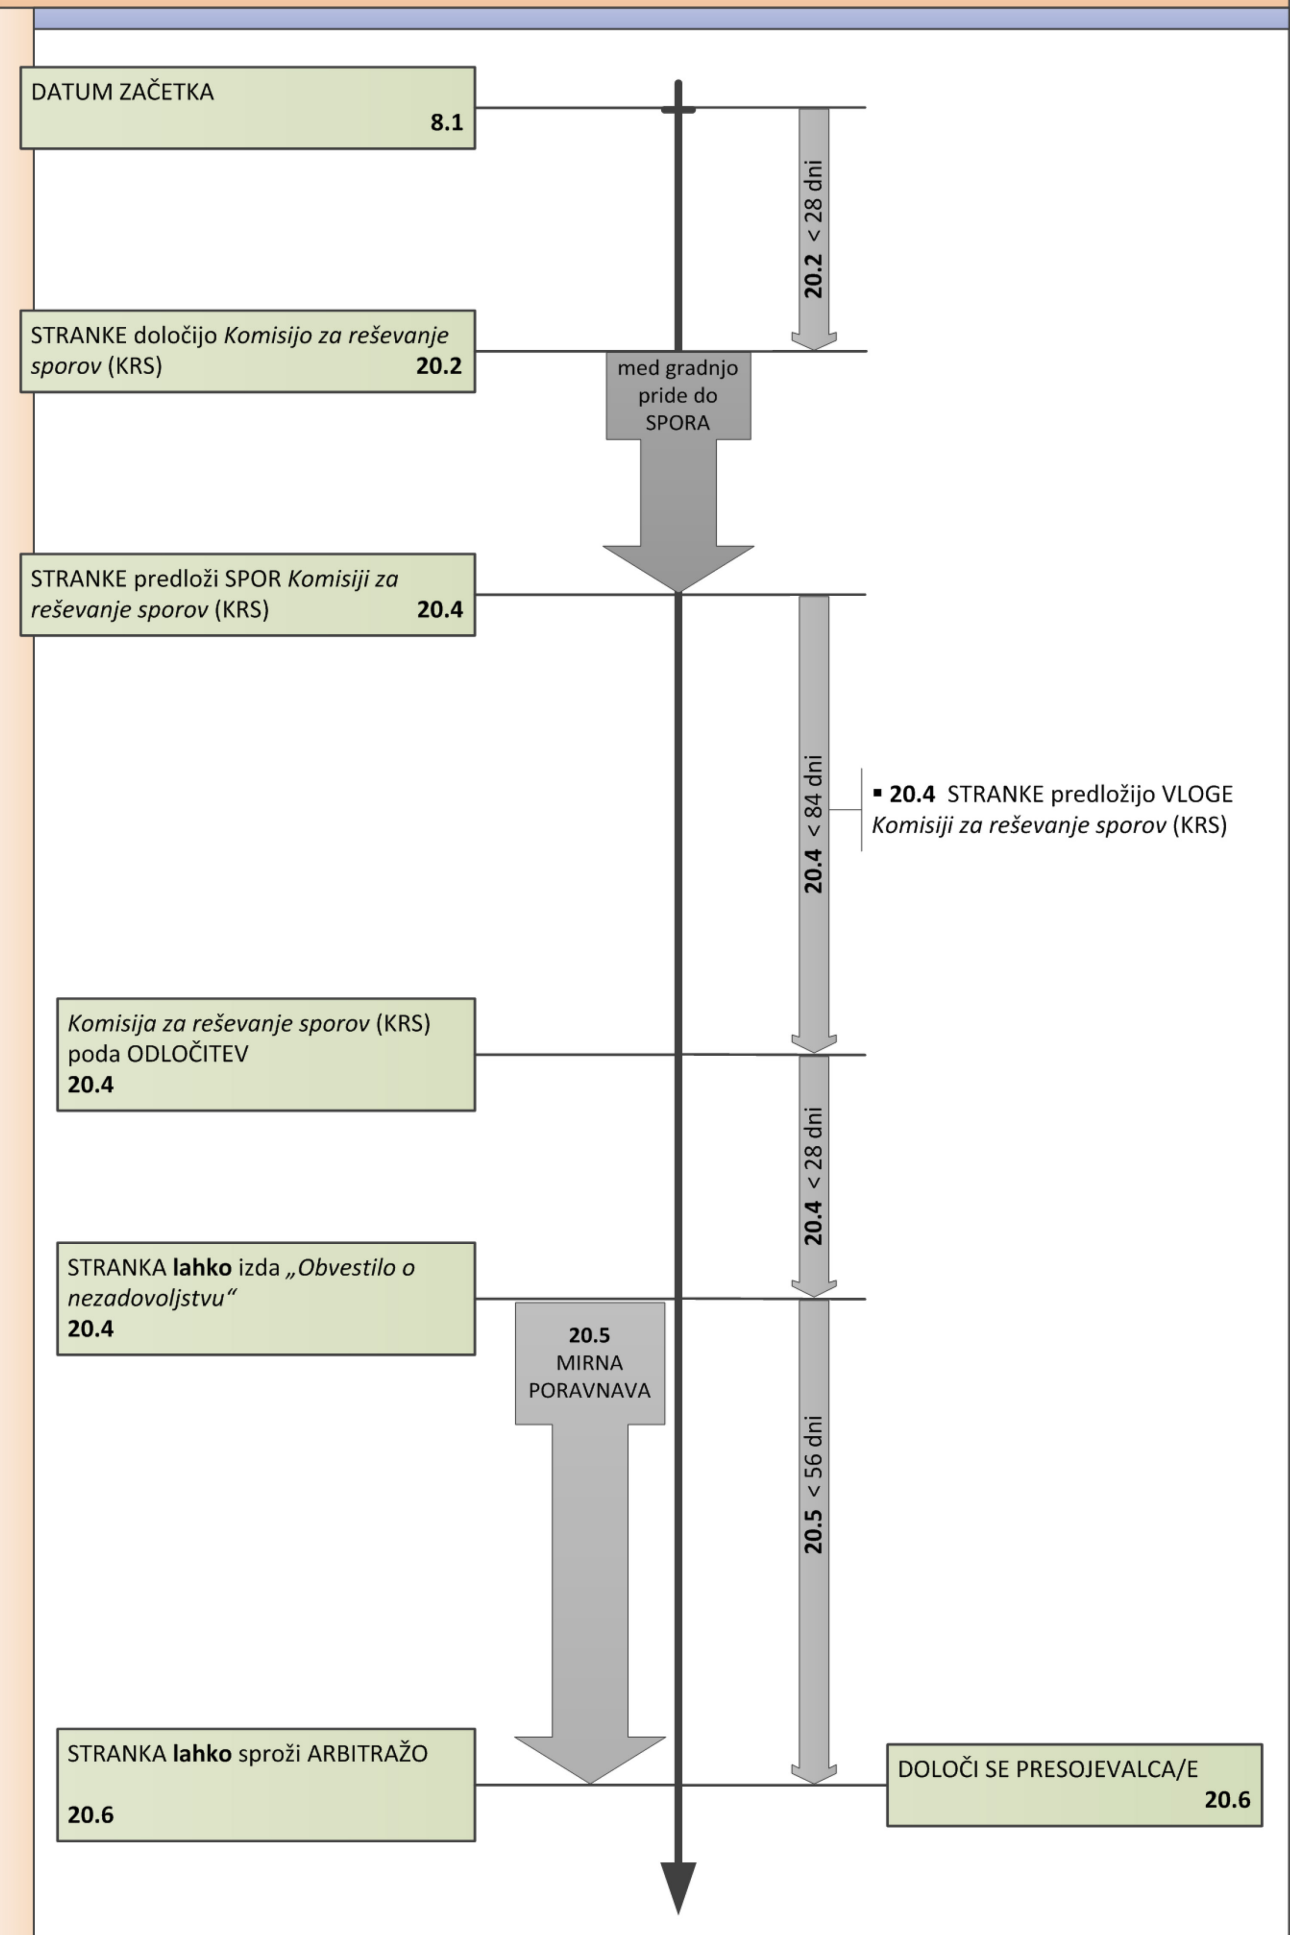 DATUM ZAČETKA
8.1
20.2 < 28 dni
STRANKE določijo Komisijo za reševanje
sporov (KRS) 20.2
med gradnjo
pride do
SPORA
STRANKE predloži SPOR Komisiji za
reševanje sporov (KRS) 20.4
20.4 < 84 dni
▪ 20.4 STRANKE predložijo VLOGE
Komisiji za reševanje sporov (KRS)
Komisija za reševanje sporov (KRS)
poda ODLOČITEV
20.4
20.4 < 28 dni
STRANKA lahko izda „Obvestilo o
nezadovoljstvu“
20.4
20.5
MIRNA
PORAVNAVA
20.5 < 56 dni
STRANKA lahko sproži ARBITRAŽO
20.6
DOLOČI SE PRESOJEVALCA/E
20.6